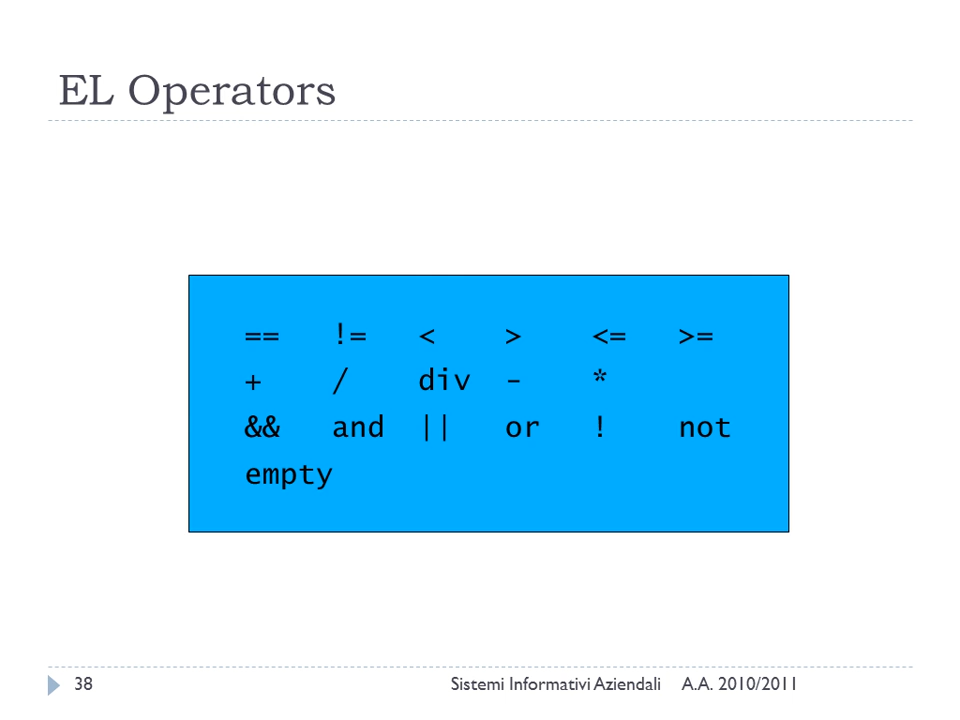 EL Operators
== != < > <= >=
+ / div - *
&& and || or ! not
empty
38 Sistemi Informativi Aziendali A.A. 2010/2011